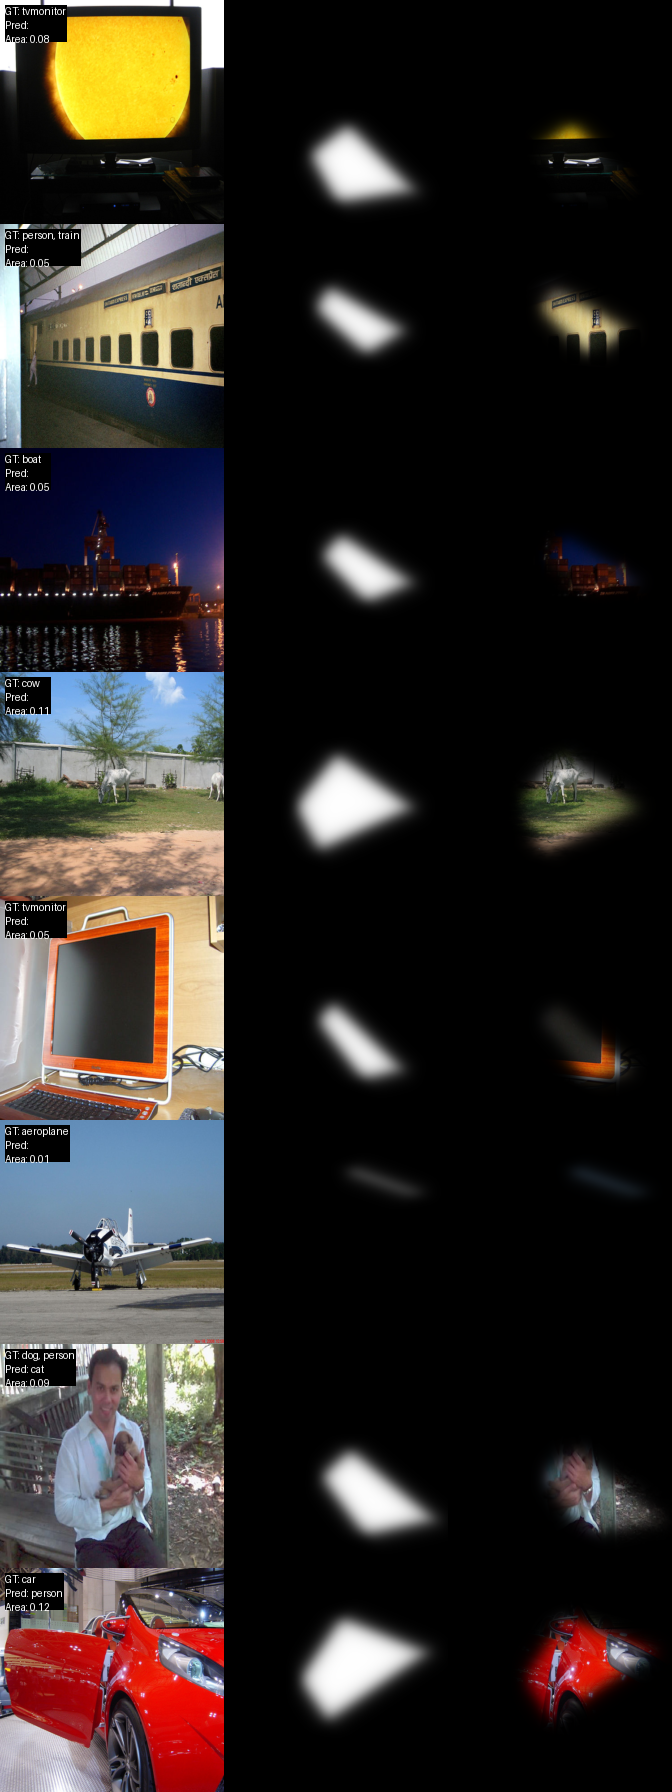 GT: tvmonitor
Pred:
Area: 0.08
GT: person, train
Pred:
Area: 0.05
GT: boat
Pred:
Area: 0.05
GT: cow
Pred:
Area: 0.11
GT: tvmonitor
Pred:
Area: 0.05
GT: aeroplane
Pred:
Area: 0.01
GT: dog, person
Pred: cat
Area: 0.09
GT: car
Pred: person
Area: 0.12